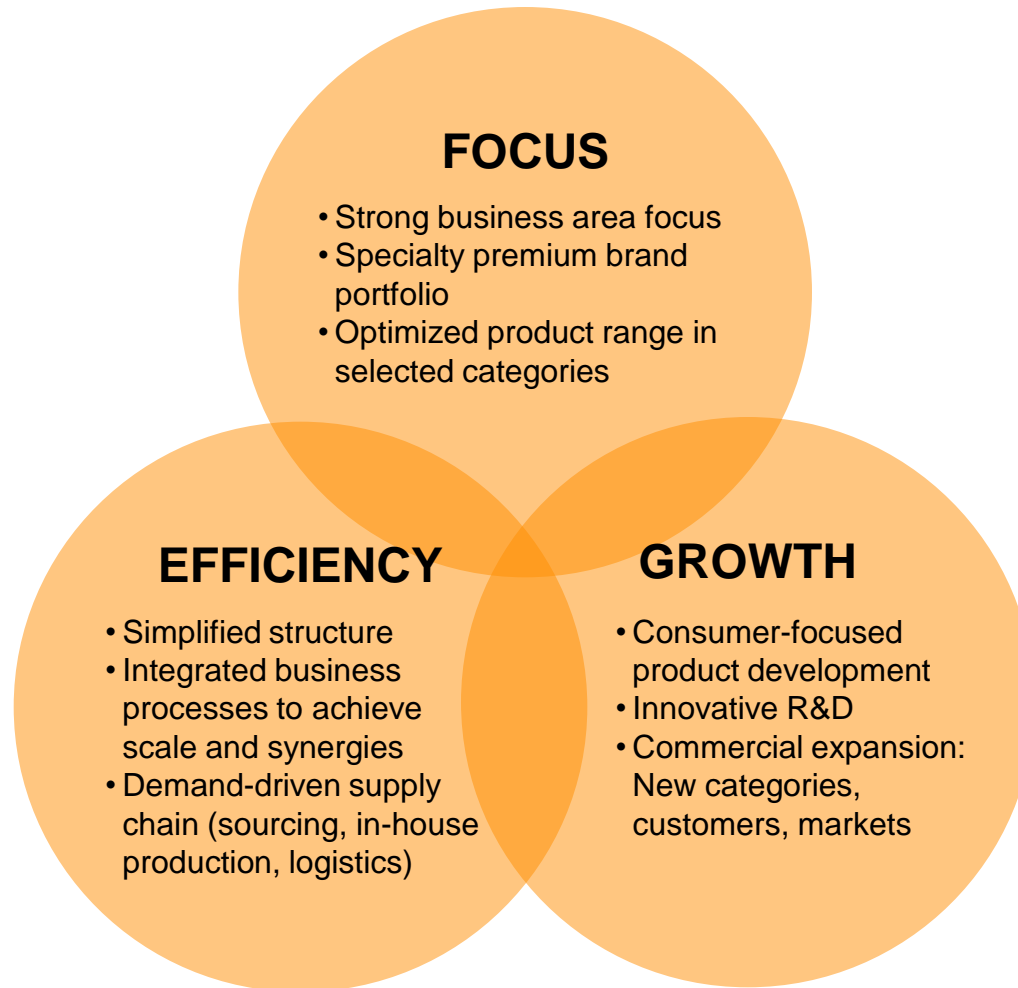 FOCUS
• Strong business area focus
• Specialty premium brand
portfolio
• Optimized product range in
selected categories
EFFICIENCY
• Simplified structure
• Integrated business
processes to achieve
scale and synergies
• Demand-driven supply
chain (sourcing, in-house
production, logistics)
GROWTH
• Consumer-focused
product development
• Innovative R&D
• Commercial expansion:
New categories,
customers, markets